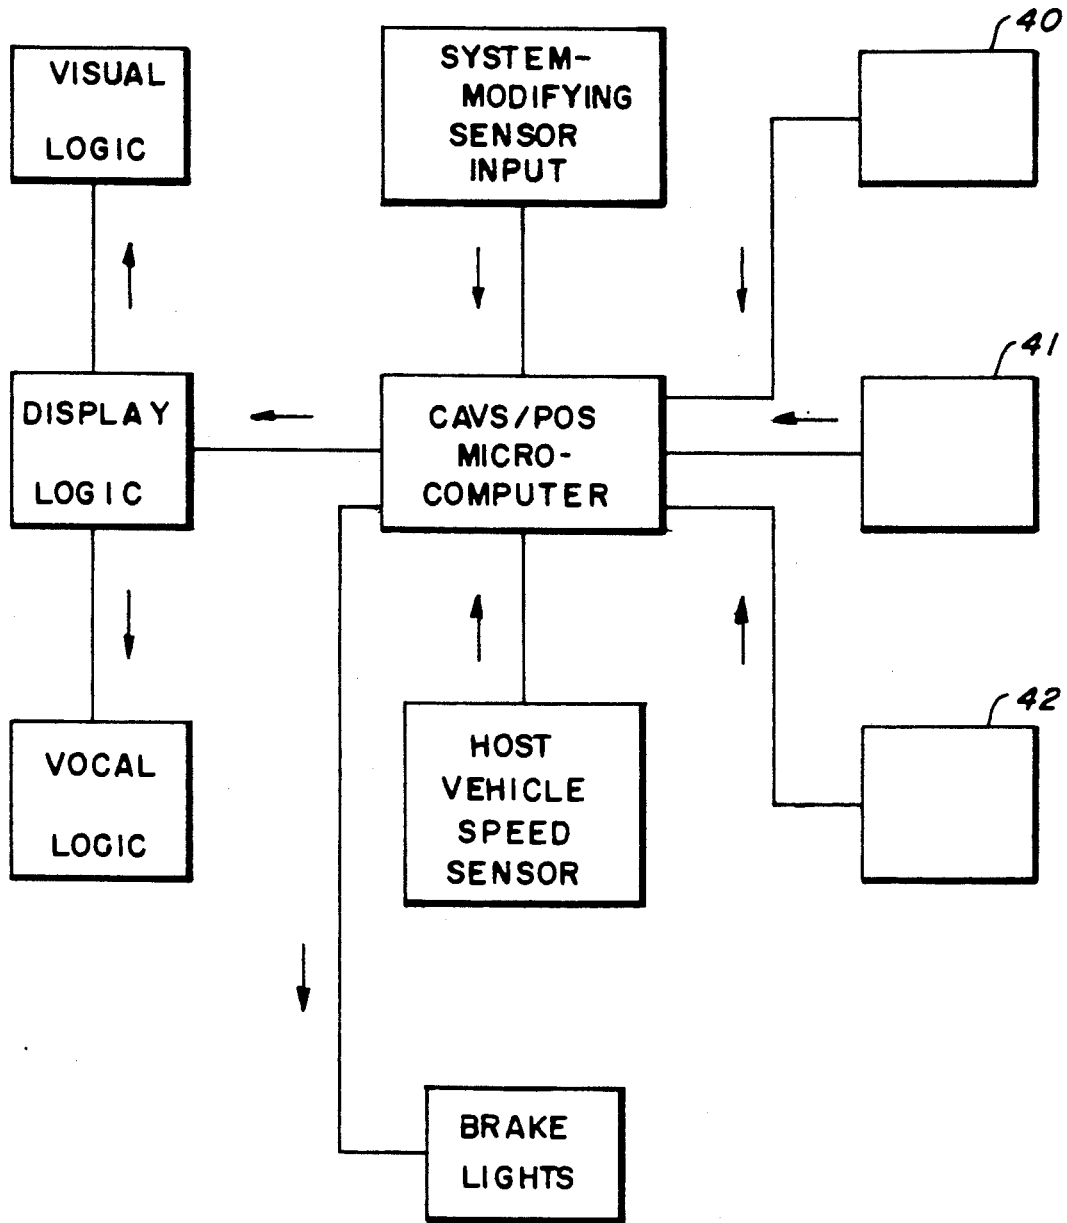 VISUAL
LOGIC
SYSTEM-
MODIFYING
SENSOR
INPUT
40
DISPLAY
LOGIC
CAVS/POS
MICRO-
COMPUTER
41
VOCAL
LOGIC
HOST
VEHICLE
SPEED
SENSOR
42
BRAKE
LIGHTS